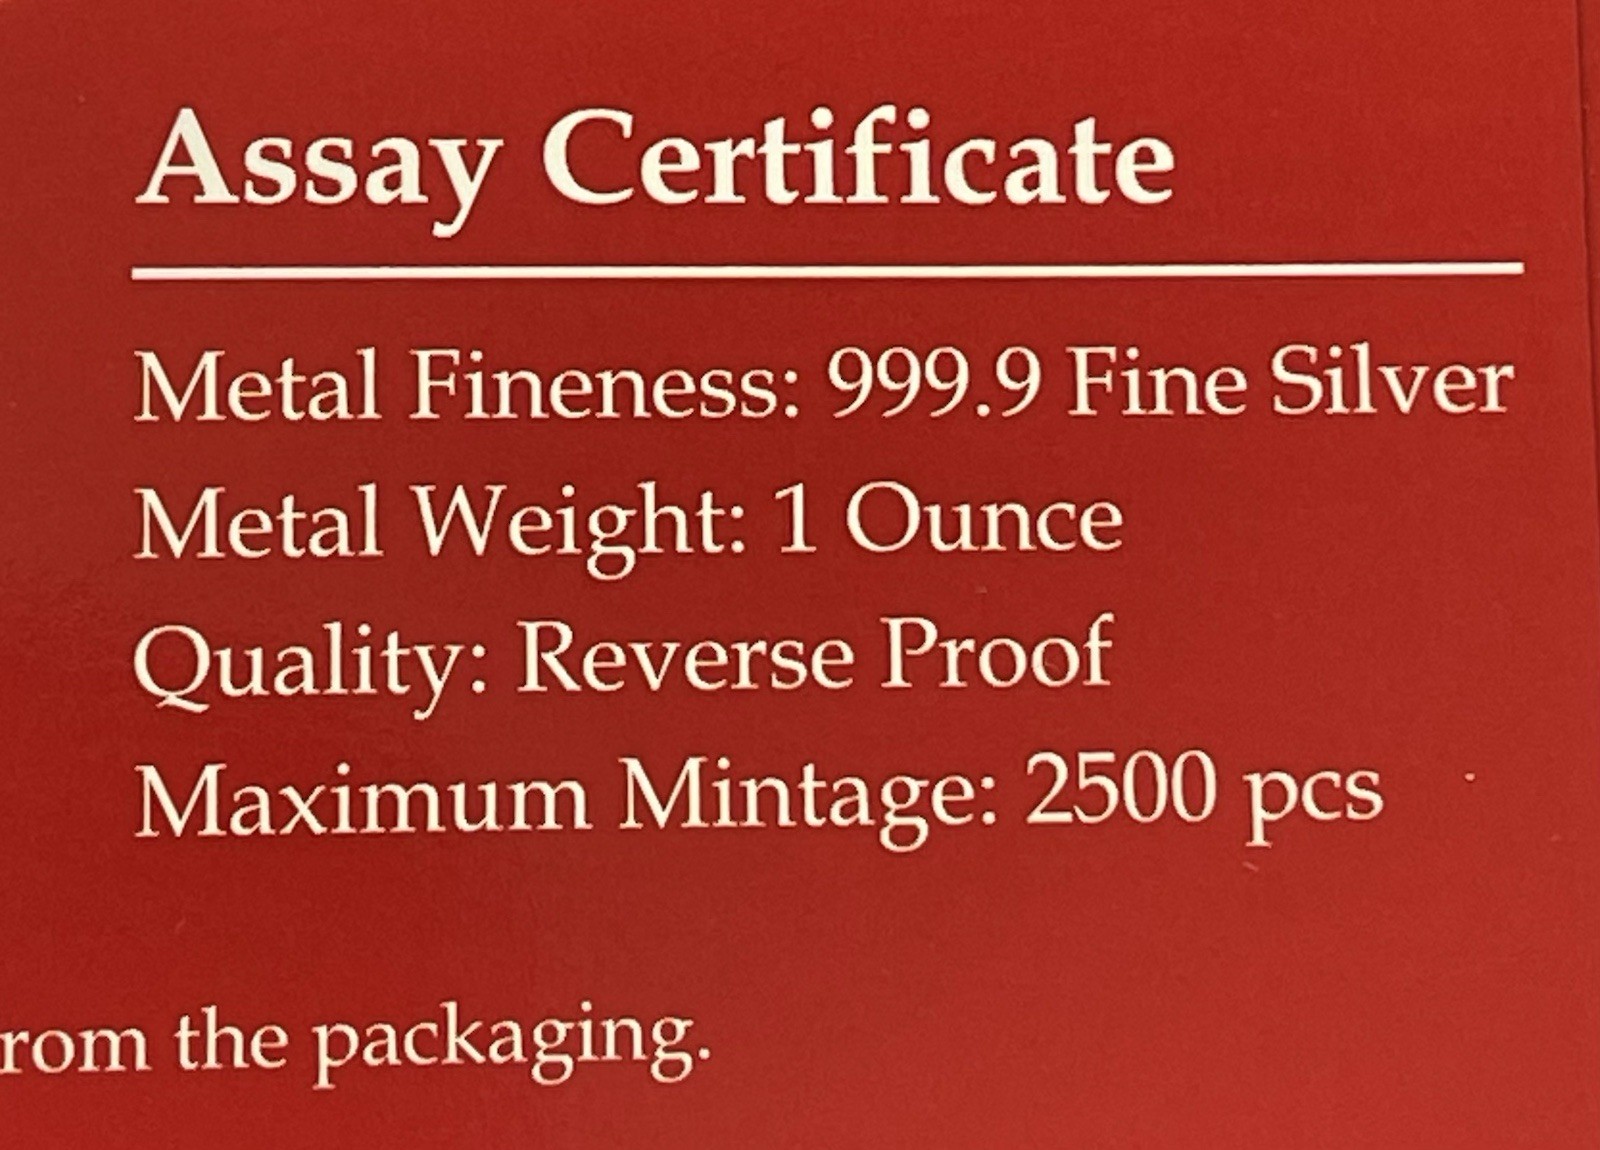 Assay Certificate
Metal Fineness: 999.9 Fine Silver
Metal Weight: 1 Ounce
Quality: Reverse Proof
Maximum Mintage: 2500 pcs
the packaging.